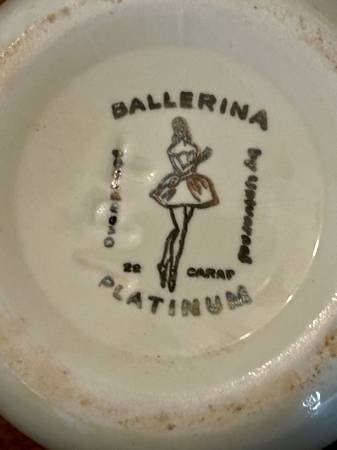 BALLERINA
by Universal
22 CARAT
PLATINUM